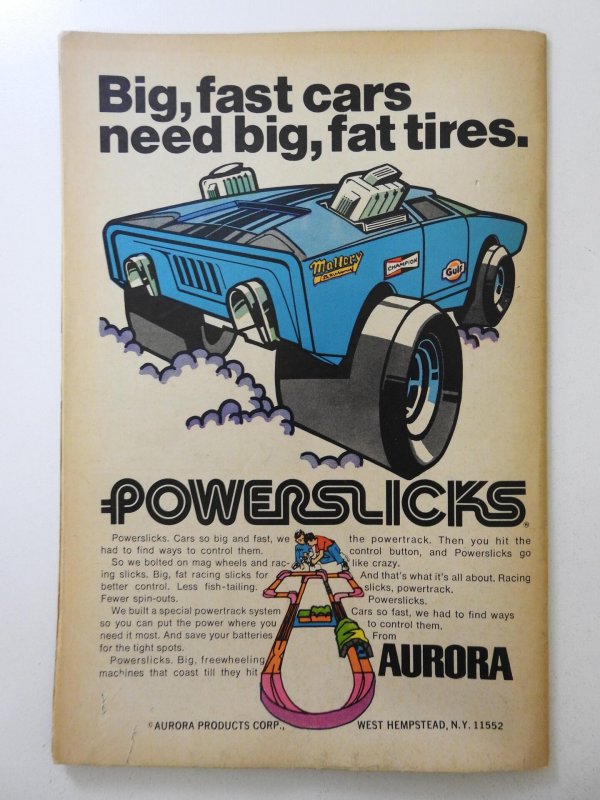 Big, fast cars
need big, fat tires.
Mallory
CHAMPION
Gulf
POWERSLICKS®
Powerslicks. Cars so big and fast, we
had to find ways to control them.
So we bolted on mag wheels and rac-
ing slicks. Big, fat racing slicks for
better control. Less fish-tailing.
Fewer spin-outs.
We built a special powertrack system
so you can put the power where you
need it most. And save your batteries
for the tight spots.
Powerslicks. Big, freewheeling
machines that coast till they hit
the powertrack. Then you hit the
control button, and Powerslicks go
like crazy.
And that's what it's all about. Racing
slicks, powertrack.
Powerslicks.
Cars so fast, we had to find ways
to control them.
From
AURORA
©AURORA PRODUCTS CORP., WEST HEMPSTEAD, N.Y. 11552